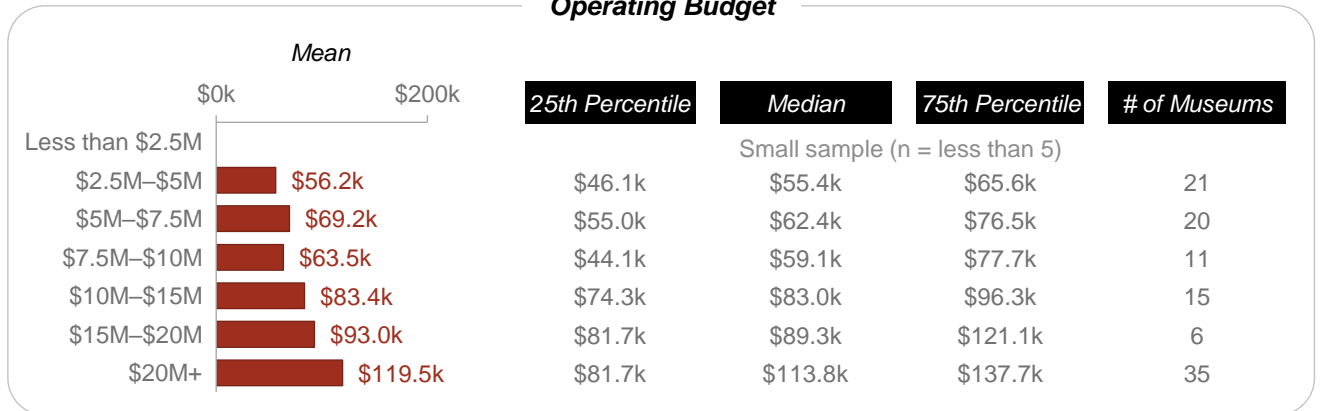 Operating Budget
Mean
$0k $200k 25th Percentile Median 75th Percentile # of Museums
Less than $2.5M Small sample (n = less than 5)
$2.5M–$5M $56.2k $46.1k $55.4k $65.6k 21
$5M–$7.5M $69.2k $55.0k $62.4k $76.5k 20
$7.5M–$10M $63.5k $44.1k $59.1k $77.7k 11
$10M–$15M $83.4k $74.3k $83.0k $96.3k 15
$15M–$20M $93.0k $81.7k $89.3k $121.1k 6
$20M+ $119.5k $81.7k $113.8k $137.7k 35